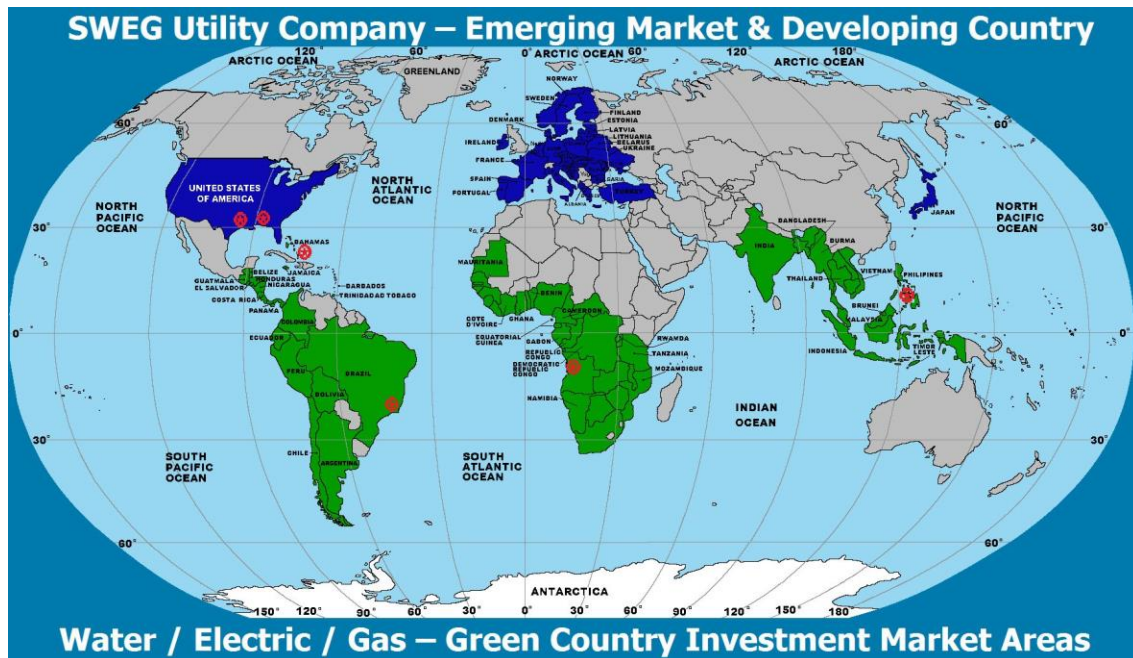 SWEG Utility Company – Emerging Market & Developing Country
120° 0° 60° 120° 180°
ARCTIC OCEAN ARCTIC OCEAN ARCTIC OCEAN
GREENLAND
NORWAY
SWEDEN
FINLAND
60° DENMARK ESTONIA 60°
LATVIA
LITHUANIA
IRELAND BELARUS
UKRAINE
FRANCE
UNITED STATES
OF AMERICA
NORTH
ATLANTIC
OCEAN
SPAIN
PORTUGAL
TURKEY
ALBANIA
JAPAN
NORTH
PACIFIC
OCEAN
NORTH
PACIFIC
OCEAN
30° 30°
BAHAMAS
BANGLADESH
INDIA
BURMA
MAURITANIA
BELIZE
JAMAICA
GUATMALA
HONDURAS
EL SALVADOR
NICARAGUA
BARBADOS
COSTA RICA
TRINIDADAD TOBAGO
PANAMA
THAILAND
VIETNAM
PHILIPINES
BENIN
COLOMBIA
COTE
D'IVOIRE
GHANA
CAMEROON
BRUNEI
MALAYSIA
0° 0°
ECUADOR
EQUATORIAL
GUINEA
GABON
RWANDA
REPUBLIC
CONGO
TANZANIA
DEMOCRATIC
REPUBLIC
CONGO
MOZAMBIQUE
INDONESIA
TIMOR
LESTE
PERU
BRAZIL
BOLIVIA
NAMIBIA
INDIAN
OCEAN
30° 30°
SOUTH
PACIFIC
OCEAN
CHILE
ARGENTINA
SOUTH
ATLANTIC
OCEAN
60° 60°
ANTARCTICA
150° 120° 90° 60° 30° 0° 30° 60° 90° 120° 150°
Water / Electric / Gas – Green Country Investment Market Areas